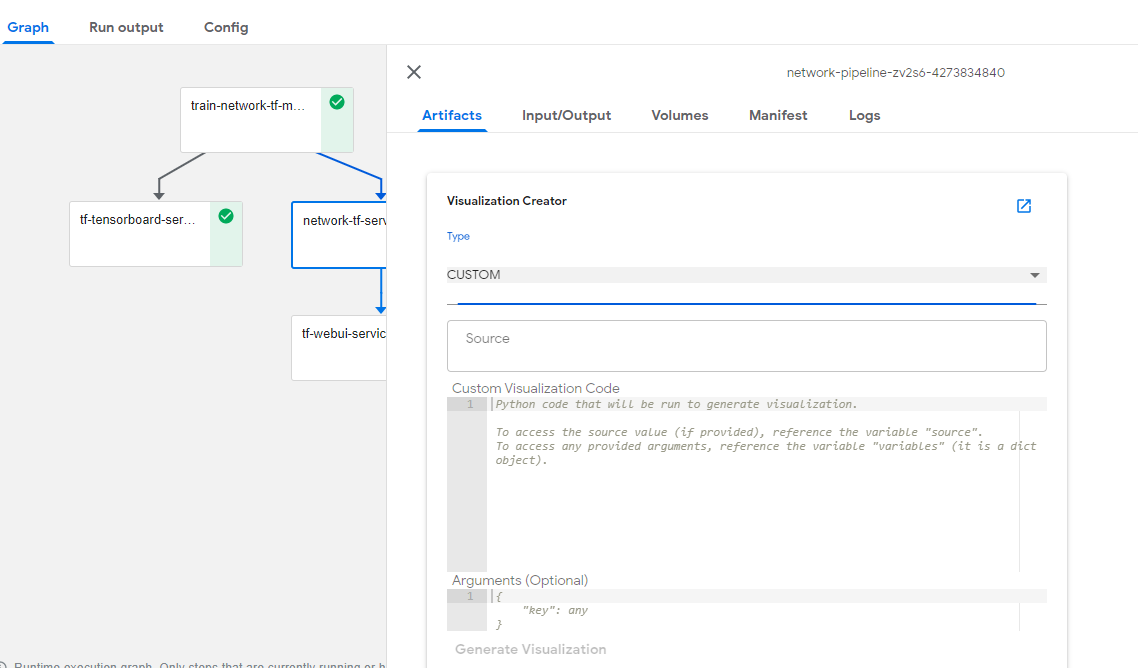 Graph Run output Config
network-pipeline-zv2s6-4273834840
train-network-tf-m...
tf-tensorboard-ser...
network-tf-serv
tf-webui-servic
Artifacts Input/Output Volumes Manifest Logs
Visualization Creator
Type
CUSTOM
Source
Custom Visualization Code
1 Python code that will be run to generate visualization.
To access the source value (if provided), reference the variable "source".
To access any provided arguments, reference the variable "variables" (it is a dict
object).
Arguments (Optional)
1 {
"key": any
}
Generate Visualization
Runtime execution graph. Only steps that are currently running or h